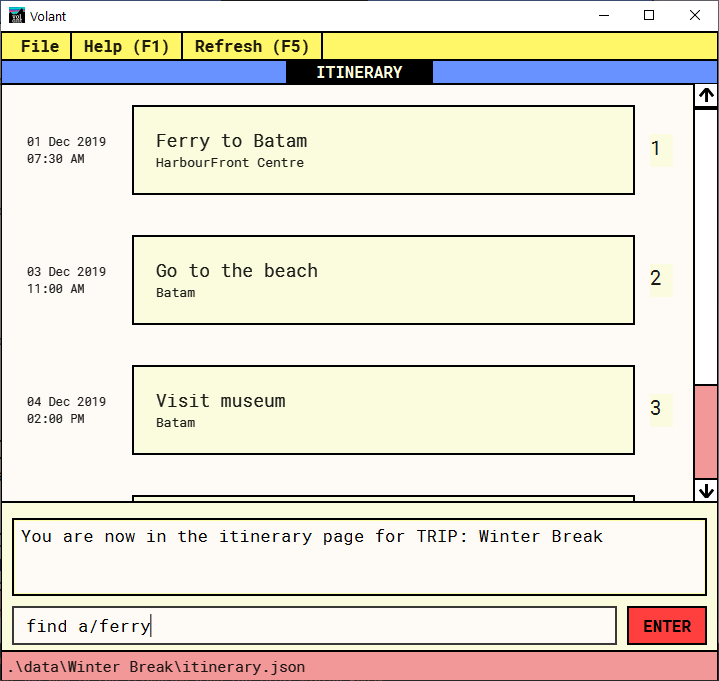 Volant
File Help (F1) Refresh (F5)
ITINERARY
01 Dec 2019
07:30 AM
Ferry to Batam
HarbourFront Centre
1
03 Dec 2019
11:00 AM
Go to the beach
Batam
2
04 Dec 2019
02:00 PM
Visit museum
Batam
3
You are now in the itinerary page for TRIP: Winter Break
find a/ferry
ENTER
.\data\Winter Break\itinerary.json